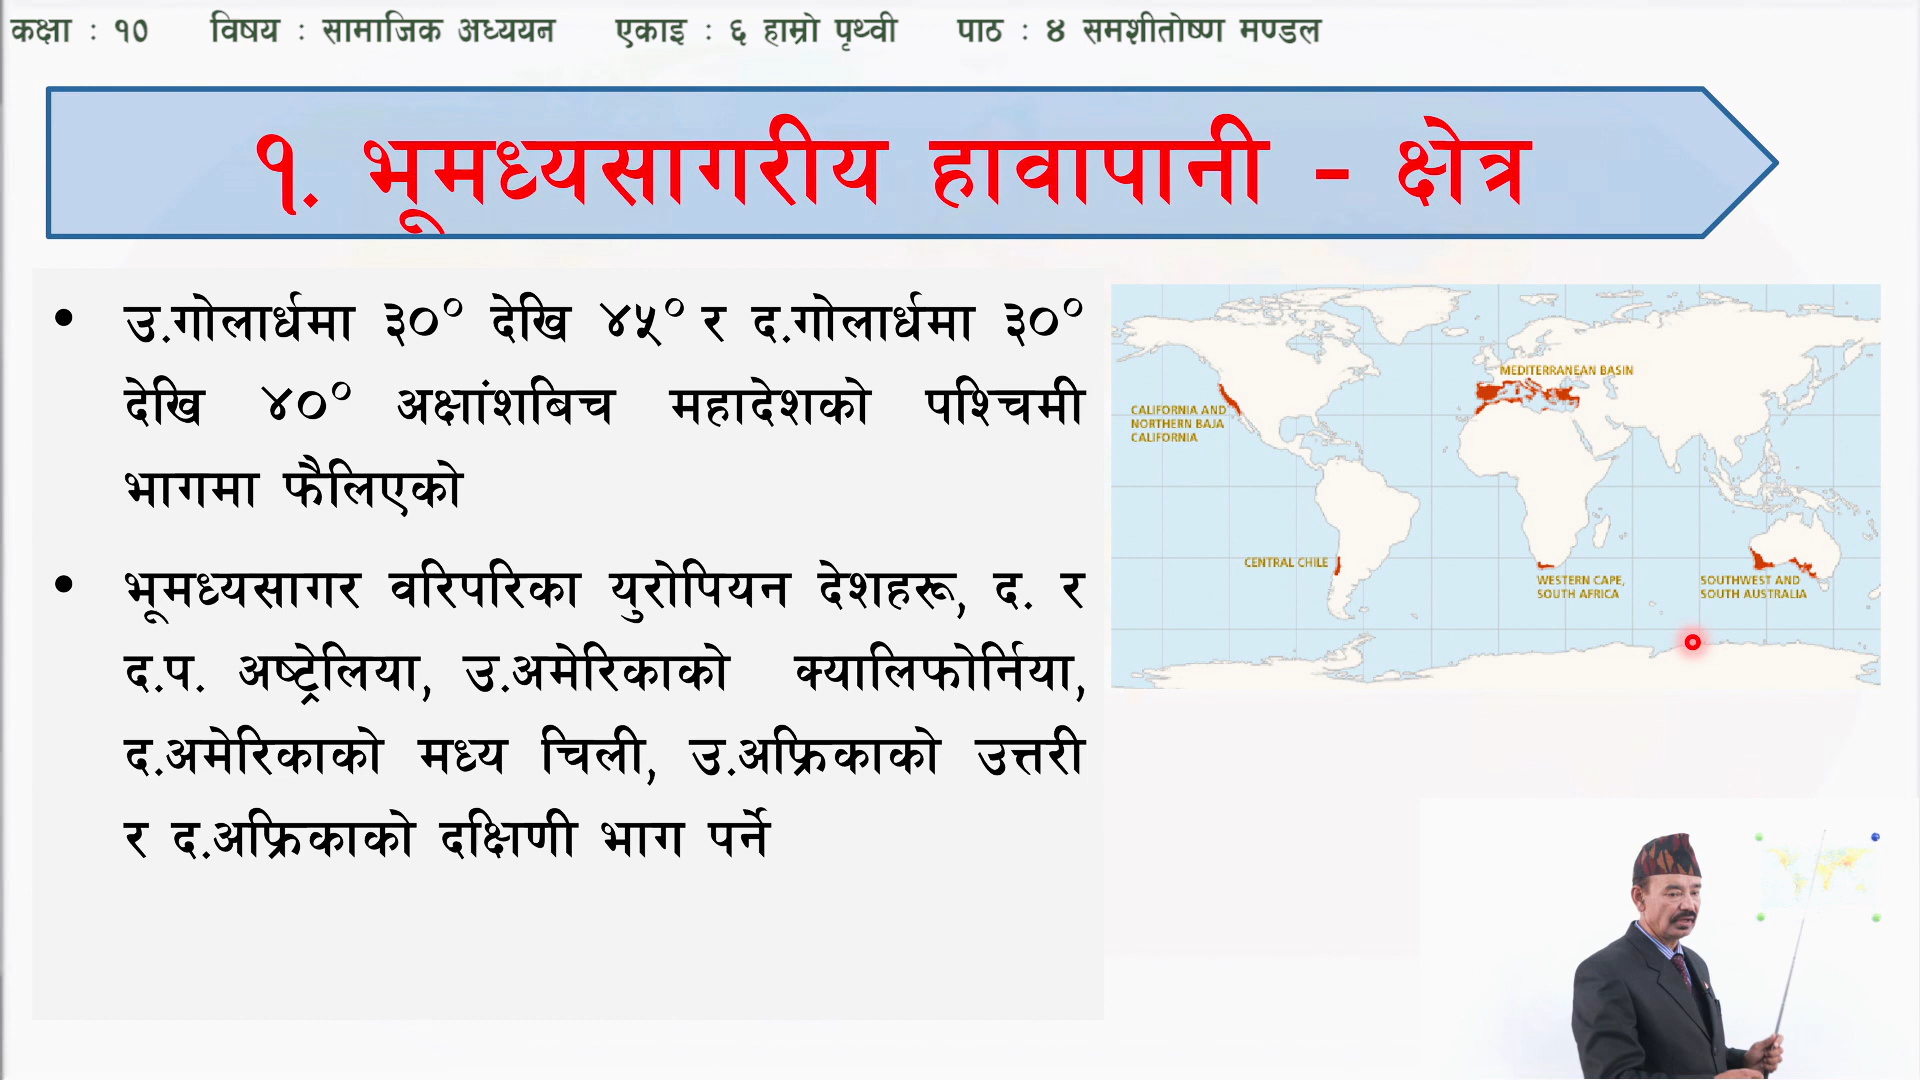 कक्षा : १० विषय : सामाजिक अध्ययन एकाइ : ६ हाम्रो पृथ्वी पाठ : ४ समशीतोष्ण मण्डल
१. भूमध्यसागरीय हावापानी - क्षेत्र
• उ.गोलार्धमा ३०° देखि ४५° र द.गोलार्धमा ३०°
देखि ४०° अक्षांशबिच महादेशको पश्चिमी
भागमा फैलिएको
• भूमध्यसागर वरिपरिका युरोपियन देशहरू, द. र
द.प. अष्ट्रेलिया, उ.अमेरिकाको क्यालिफोर्निया,
द.अमेरिकाको मध्य चिली, उ.अफ्रिकाको उत्तरी
र द.अफ्रिकाको दक्षिणी भाग पर्ने
MEDITERRANEAN BASIN
CALIFORNIA AND
NORTHERN BAJA
CALIFORNIA
CENTRAL CHILE
WESTERN CAPE,
SOUTH AFRICA
SOUTHWEST AND
SOUTH AUSTRALIA